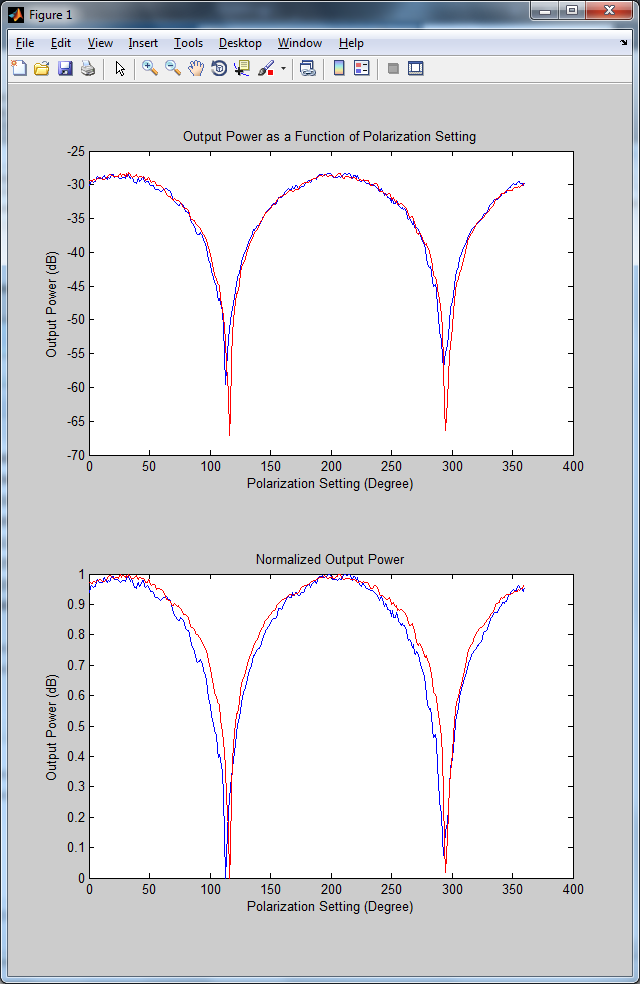 Figure 1
File Edit View Insert Tools Desktop Window Help
Output Power as a Function of Polarization Setting
-25
-30
-35
-40
-45
-50
-55
-60
-65
-70
Output Power (dB)
0 50 100 150 200 250 300 350 400
Polarization Setting (Degree)
Normalized Output Power
1
0.9
0.8
0.7
0.6
0.5
0.4
0.3
0.2
0.1
0
Output Power (dB)
0 50 100 150 200 250 300 350 400
Polarization Setting (Degree)